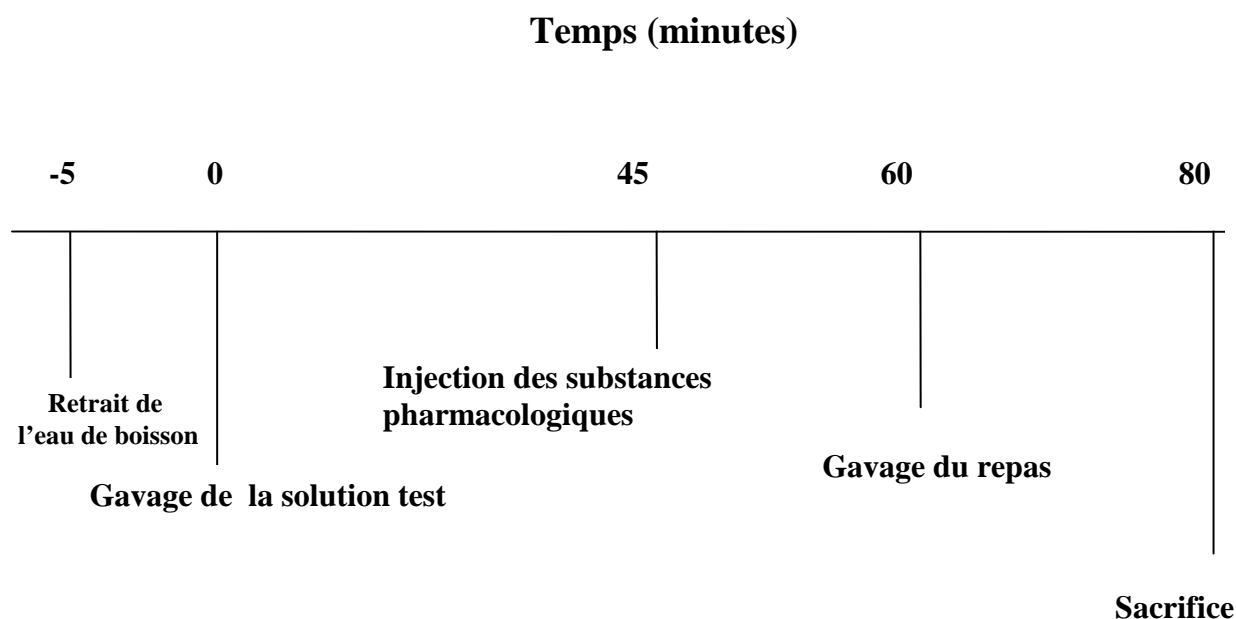 Temps (minutes)
-5 0 45 60 80
Retrait de
l'eau de boisson
Gavage de la solution test
Injection des substances
pharmacologiques
Gavage du repas
Sacrifice